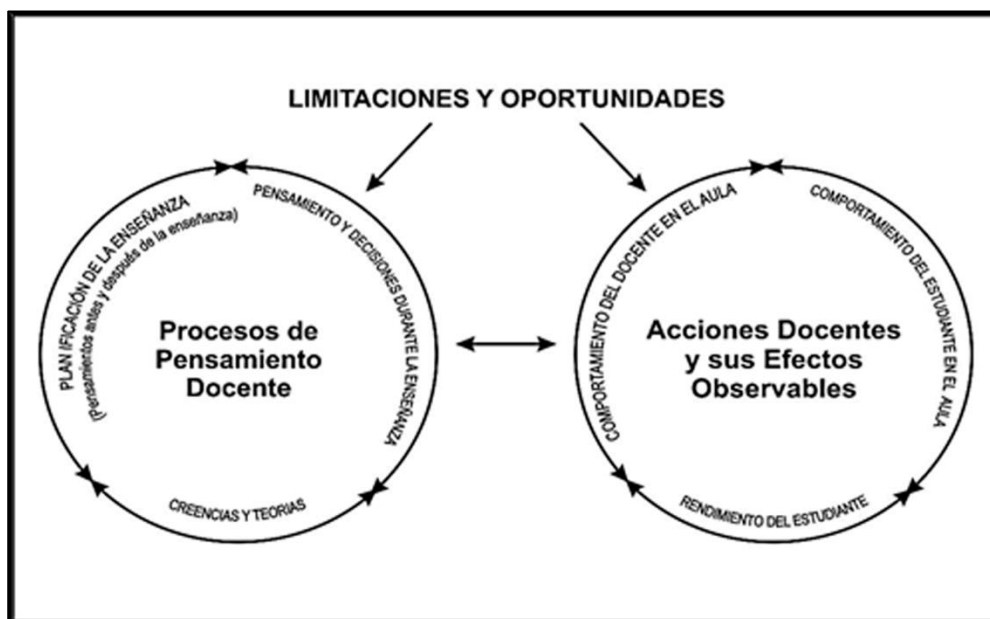 LIMITACIONES Y OPORTUNIDADES
PLAN IFICACIÓN DE LA ENSEÑANZA
(Pensamientos antes y después de la enseñanza)
PENSAMIENTO Y DECISIONES DURANTE LA ENSEÑANZA
Procesos de
Pensamiento
Docente
CREENCIAS Y TEORIAS
COMPORTAMIENTO DEL DOCENTE EN EL AULA
COMPORTAMIENTO DEL ESTUDIANTE EN EL AULA
Acciones Docentes
y sus Efectos
Observables
RENDIMIENTO DEL ESTUDIANTE